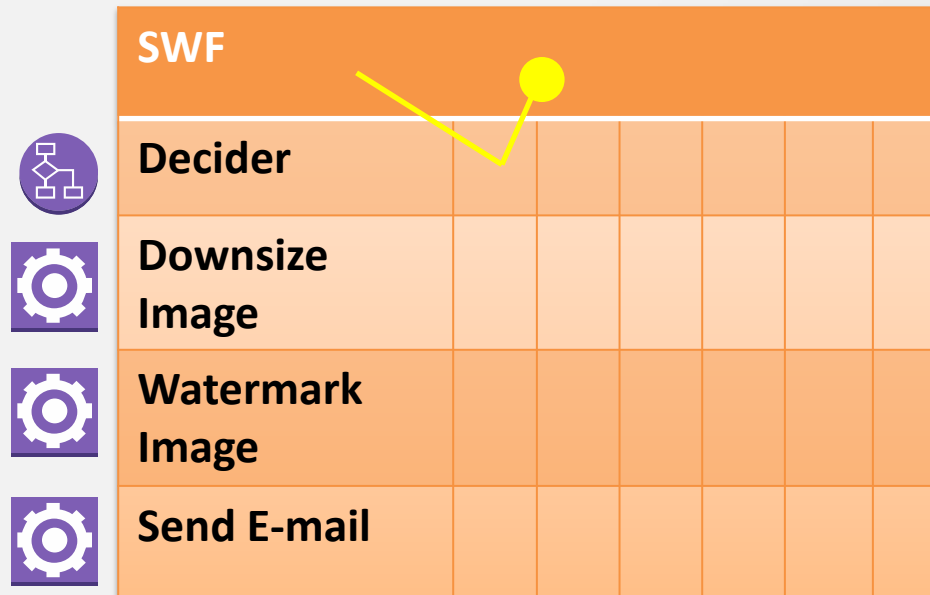 SWF
Decider
Downsize
Image
Watermark
Image
Send E-mail